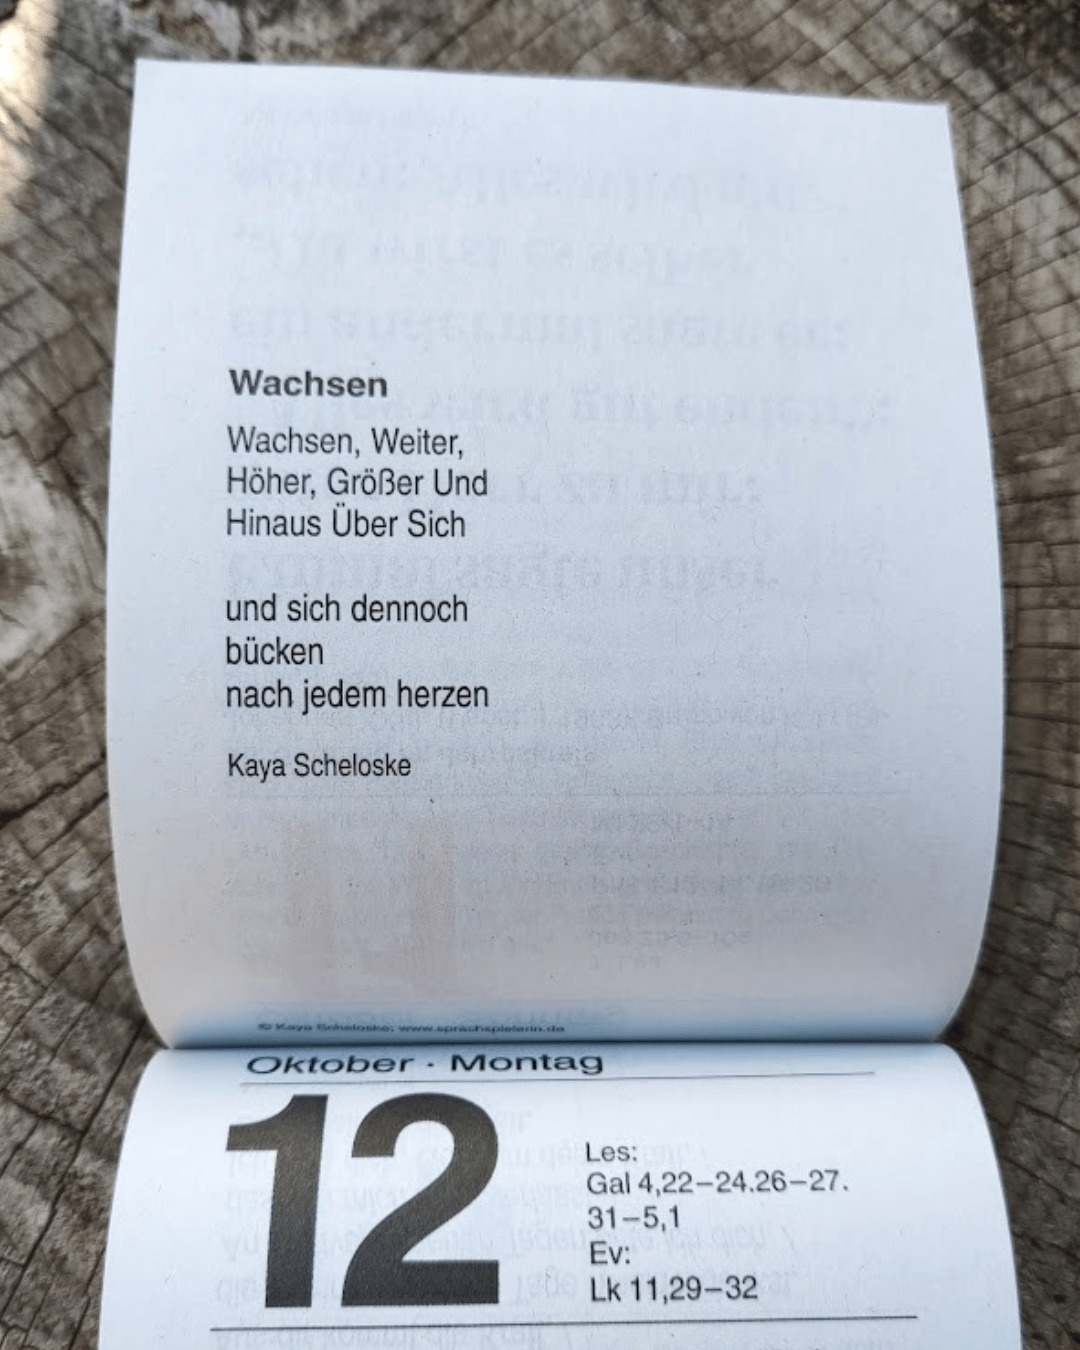 Wachsen
Wachsen, Weiter,
Höher, Größer Und
Hinaus Über Sich
und sich dennoch
bücken
nach jedem herzen
Kaya Scheloske
© Kaya Scheloske; www.sprachspielerin.de
Oktober · Montag
12
Les:
Gal 4,22–24.26–27.
31–5,1
Ev:
Lk 11,29–32